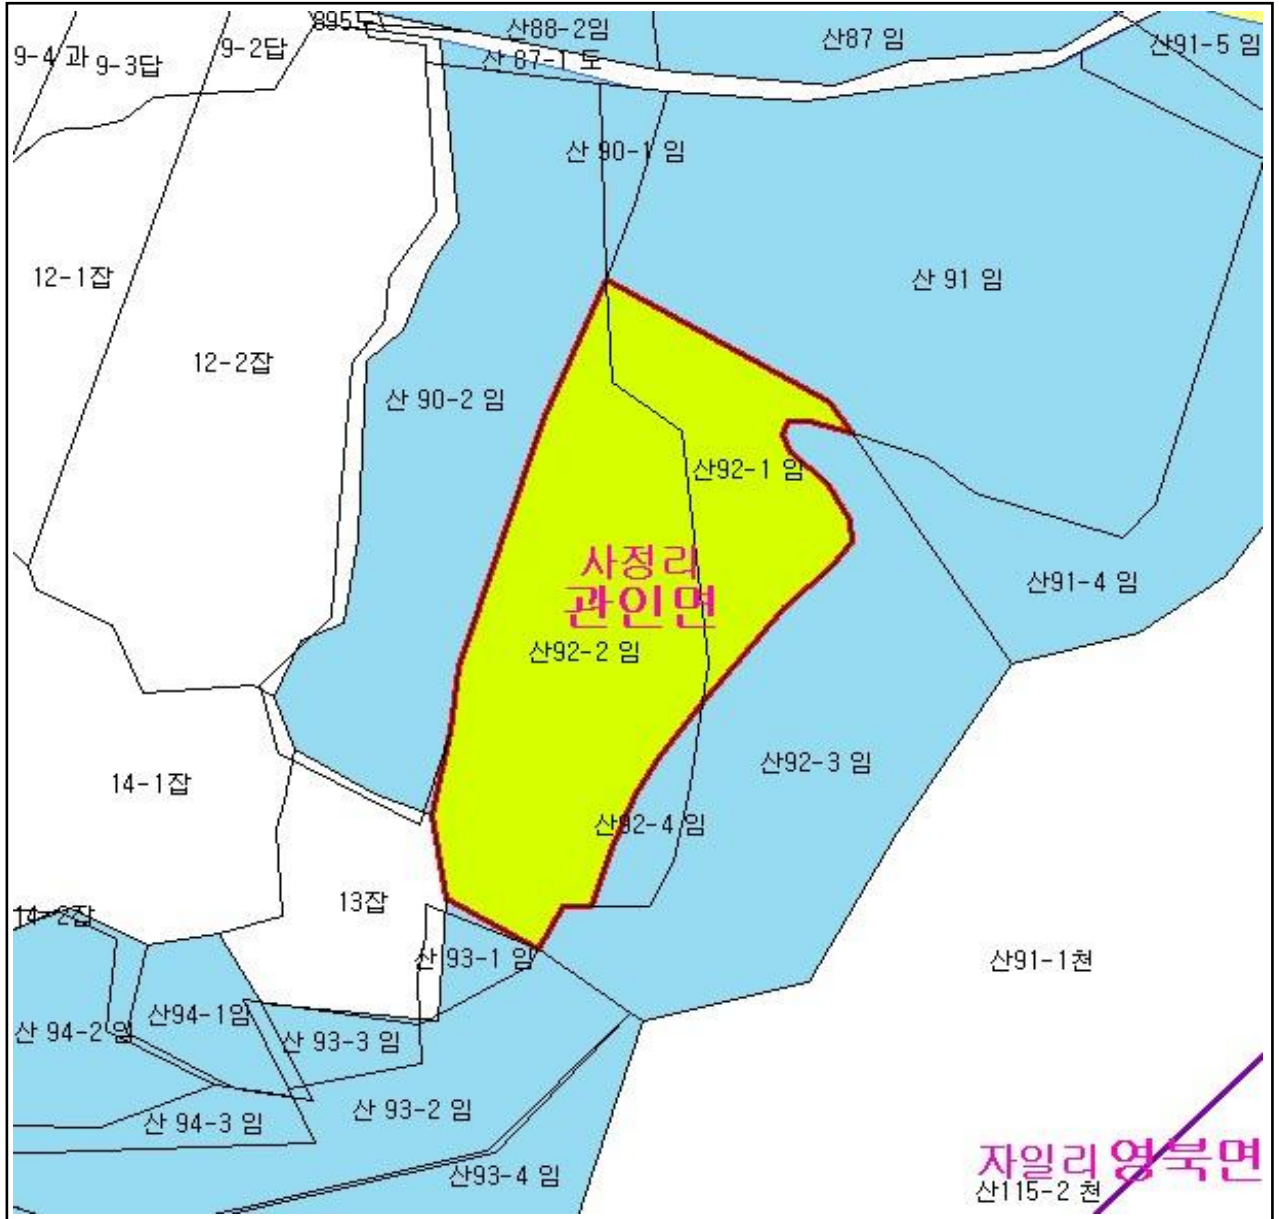 895도
산88-2임
산87 임
산91-5 임
9-4 과
9-3답
9-2답
산 87-1 도
산 90-1 임
12-1잡
산 91 임
12-2잡
산 90-2 임
산92-1 임
사정리
관인면
산91-4 임
산92-2 임
산92-3 임
14-1잡
산92-4 임
13잡
14-2잡
산 93-1 임
산91-1천
산94-1임
산 94-2 임
산 93-3 임
산 93-2 임
산 94-3 임
자일리 영북면
산93-4 임
산115-2 천